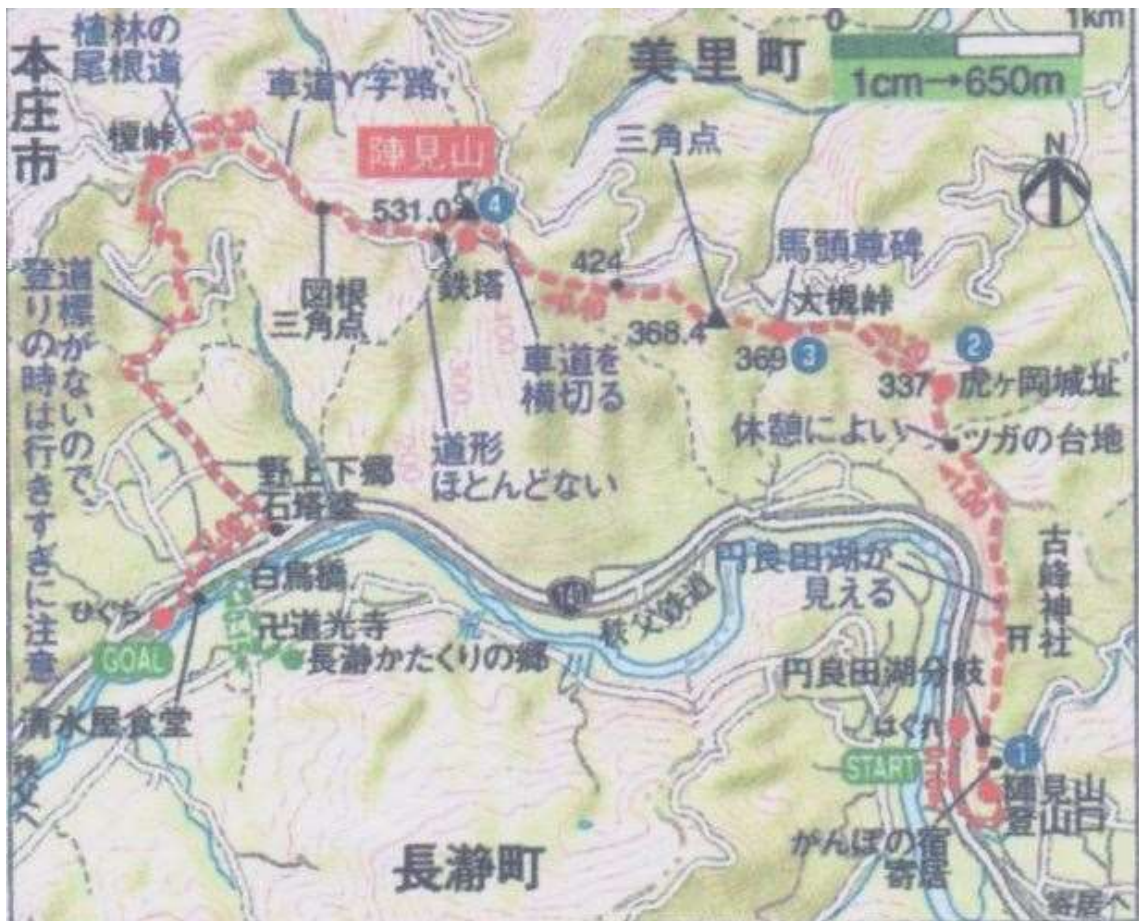 植林の
尾根道
本庄市
榎峠
車道Y字路
陣見山
531.0
4
美里町
0
1km
1cm→650m
N
三角点
424
馬頭尊碑
大槻峠
368.4
369
3
2
337
虎ヶ岡城址
休憩によい
ツガの台地
鉄塔
図根
三角点
車道を
横切る
道形
ほとんどない
道標がないので、
登りの時は行きすぎに注意
野上下郷
石塔婆
白鳥橋
ひぐち
GOAL
卍道光寺
長瀞かたくりの郷
清水屋食堂
秩父へ
荒
140
秩父鉄道
円良田湖が
見える
古峰神社
円良田湖分岐
はぐれ
START
1
陣見山
登山口
かんぽの宿
寄居
長瀞町
寄居へ